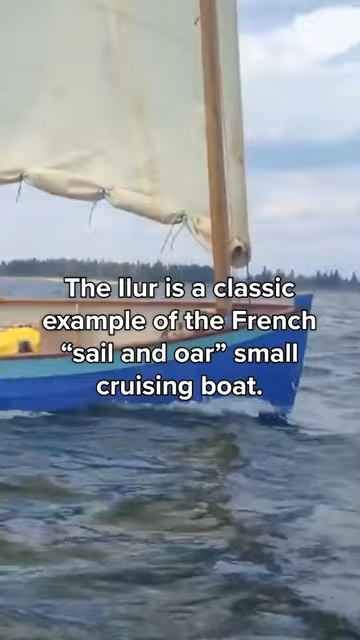 The Ilur is a classic
example of the French
“sail and oar” small
cruising boat.